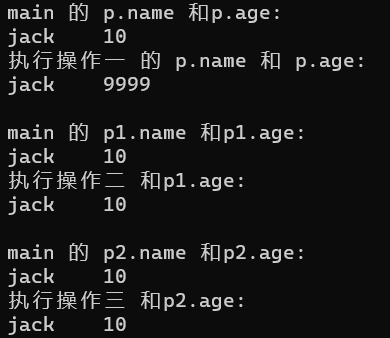 main 的 p.name 和p.age:
jack    10
执行操作一 的 p.name 和 p.age:
jack    9999

main 的 p1.name 和p1.age:
jack    10
执行操作二 和p1.age:
jack    10

main 的 p2.name 和p2.age:
jack    10
执行操作三 和p2.age:
jack    10